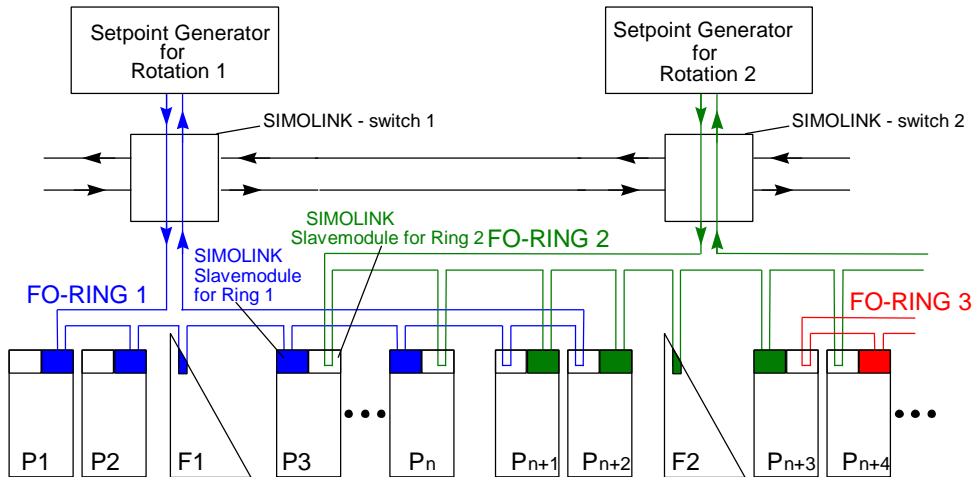 Setpoint Generator
for
Rotation 1
Setpoint Generator
for
Rotation 2
SIMOLINK - switch 1
SIMOLINK - switch 2
SIMOLINK
Slavemodule for Ring 2
FO-RING 2
SIMOLINK
Slavemodule
for Ring 1
FO-RING 1
FO-RING 3
P1
P2
F1
P3
Pn
Pn+1
Pn+2
F2
Pn+3
Pn+4